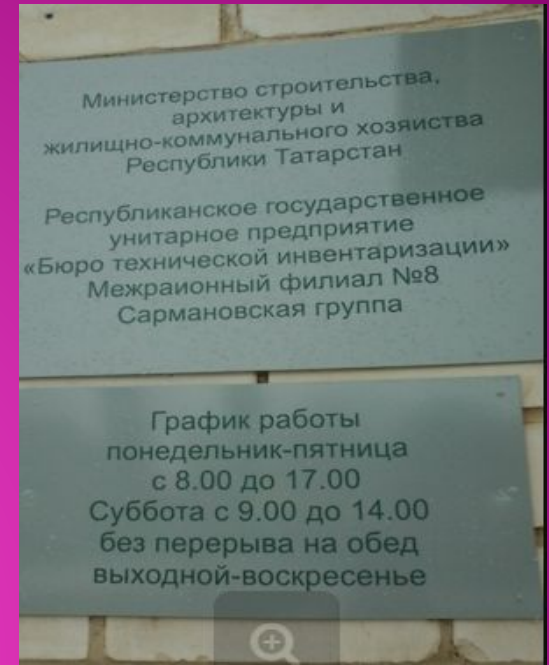 Министерство строительства,
архитектуры и
жилищно-коммунального хозяиства
Республики Татарстан
Республиканское государственное
унитарное предприятие
«Бюро технической инвентаризации»
Межраионный филиал №8
Сармановская группа
График работы
понедельник-пятница
с 8.00 до 17.00
Суббота с 9.00 до 14.00
без перерыва на обед
выходной-воскресенье